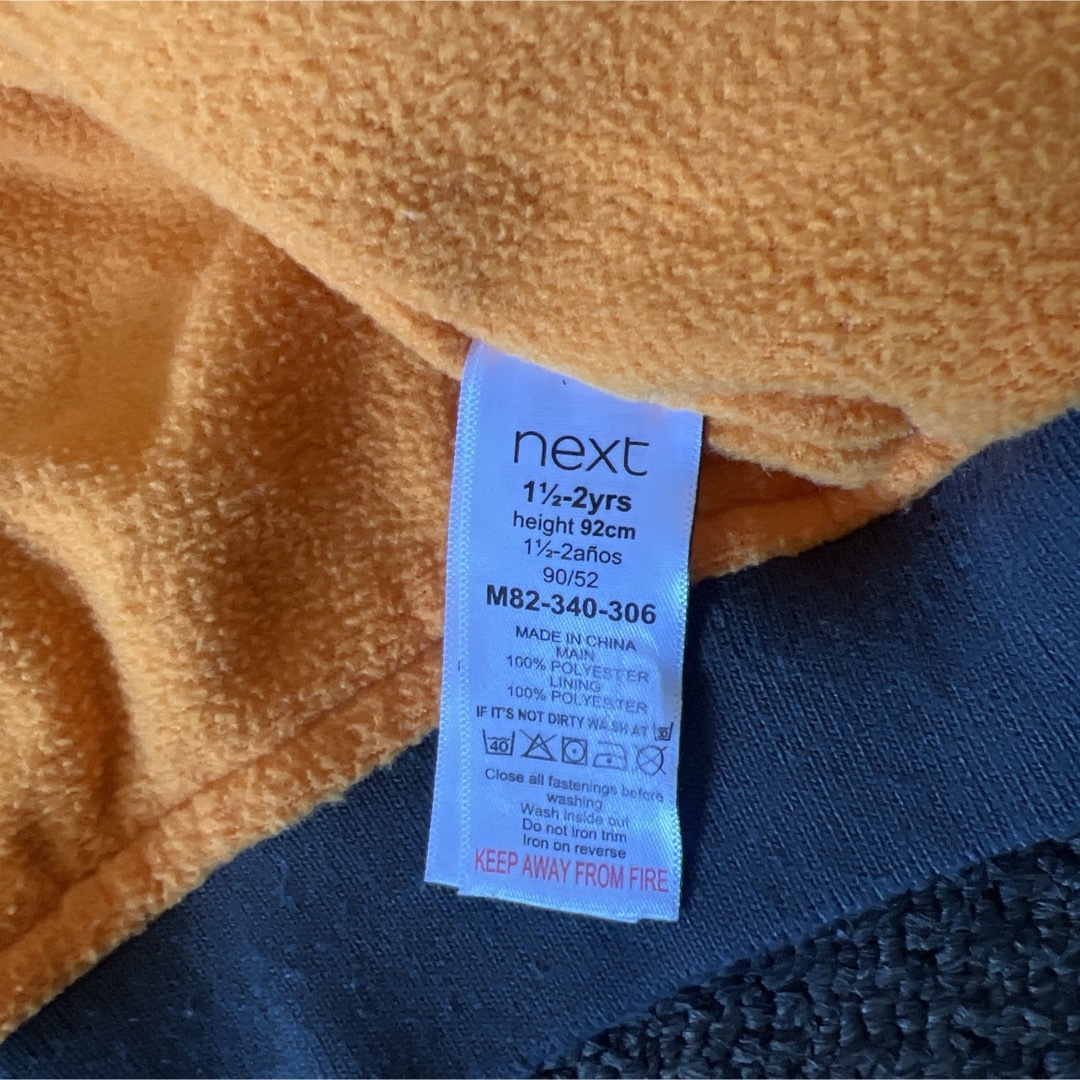 next
1½-2yrs
height 92cm
1½-2años
90/52
M82-340-306
MADE IN CHINA
MAIN
100% POLYESTER
LINING
100% POLYESTER
IF IT'S NOT DIRTY WASH AT 30
40
Close all fastenings before
washing
Wash inside out
Do not iron trim
Iron on reverse
KEEP AWAY FROM FIRE